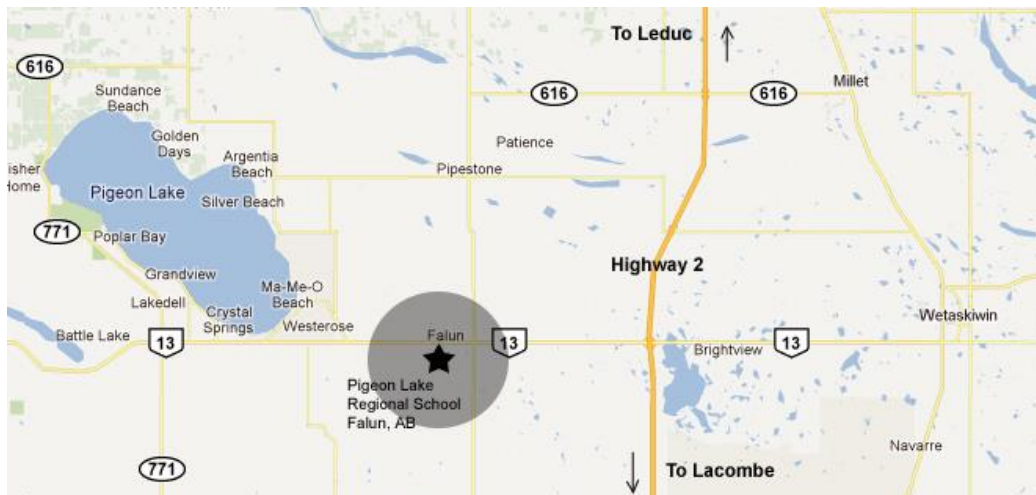 To Leduc
616
Sundance
Beach
616
616
Millet
Golden
Days
Patience
Argentia
Beach
Pipestone
isher
Home
Pigeon Lake
Silver Beach
771
Poplar Bay
Highway 2
Grandview
Ma-Me-O
Beach
Lakedell
Crystal
Springs
Westerose
Wetaskiwin
Battle Lake
13
Falun
13
Brightview
13
Pigeon Lake
Regional School
Falun, AB
Navarre
771
To Lacombe